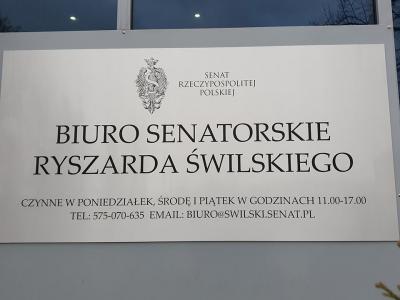 SENAT
RZECZYPOSPOLITEJ
POLSKIEJ
BIURO SENATORSKIE
RYSZARDA ŚWILSKIEGO
CZYNNE W PONIEDZIAŁEK, ŚRODĘ I PIĄTEK W GODZINACH 11.00-17.00
TEL: 575-070-635 EMAIL: BIURO@SWILSKI.SENAT.PL